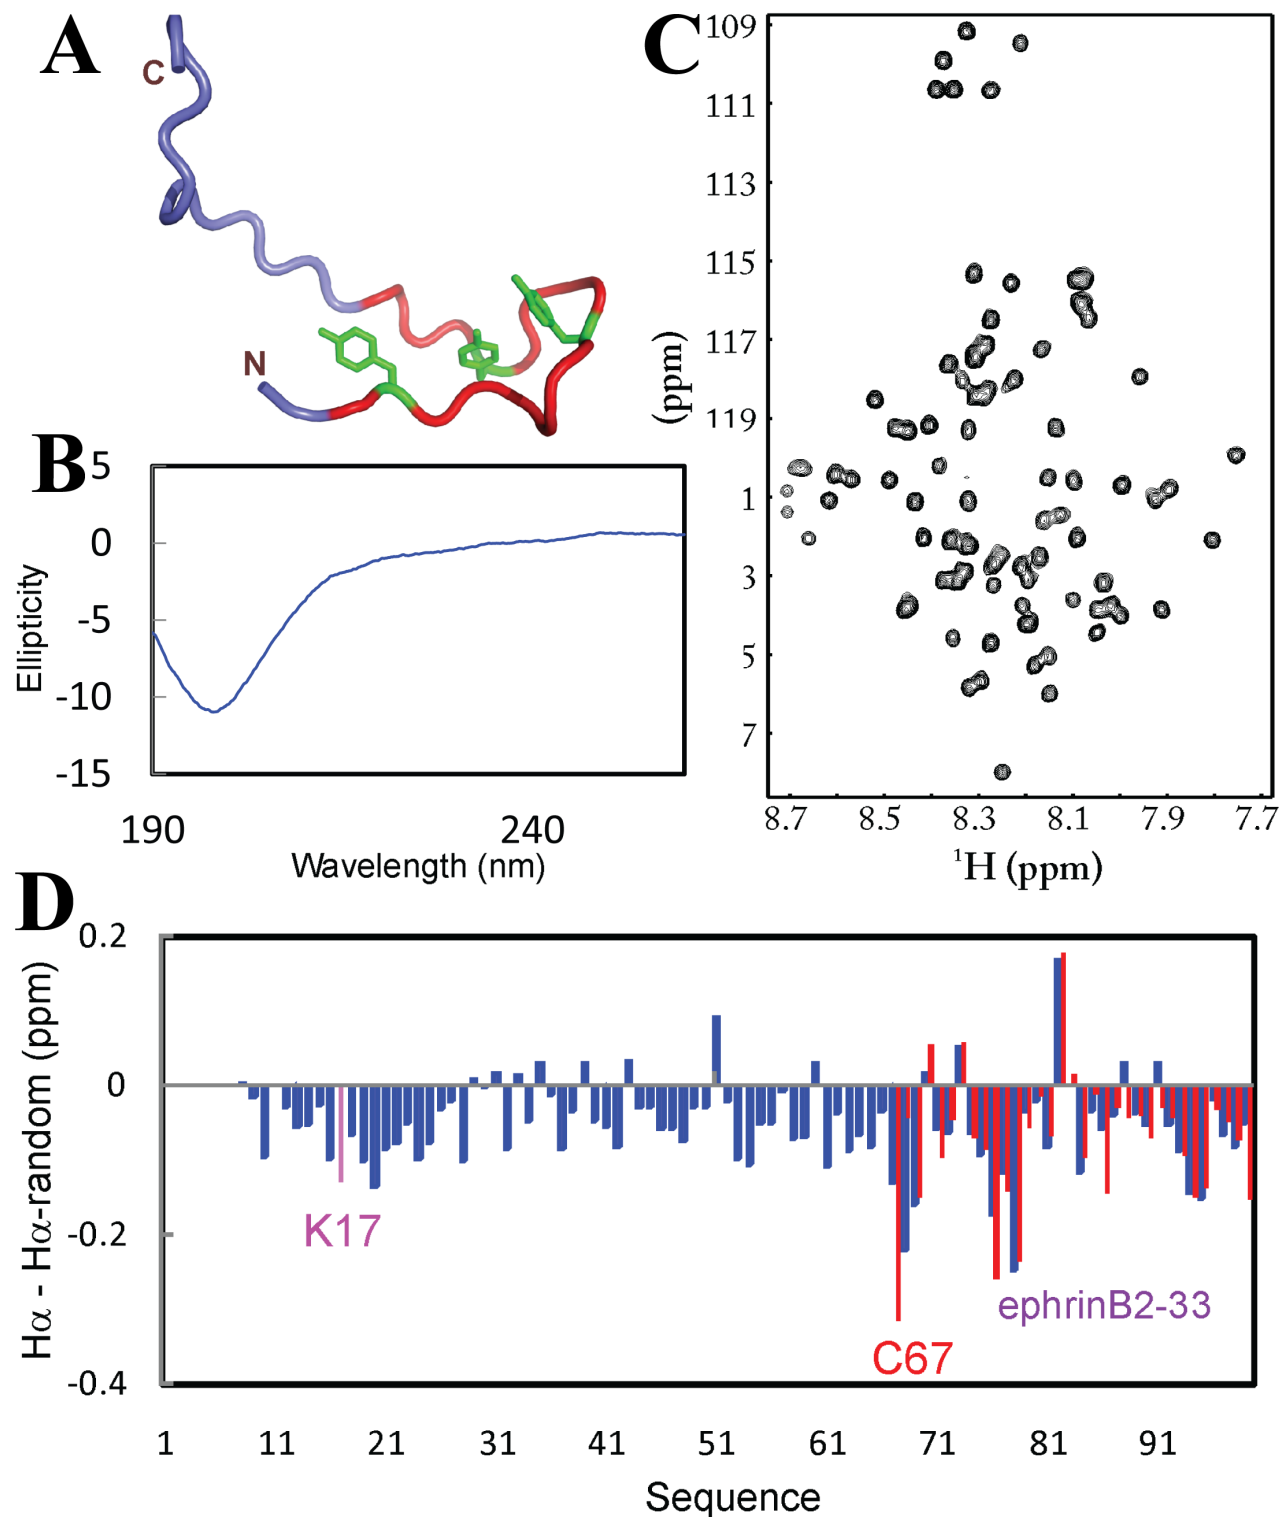 A
C
N
B
5
0
-5
-10
-15
Ellipticity
190
240
Wavelength (nm)
C
109
111
113
115
117
119
1
3
5
7
(ppm)
8.7
8.5
8.3
8.1
7.9
7.7
¹H (ppm)
D
0.2
0
-0.2
-0.4
Hα - Hα-random (ppm)
K17
C67
ephrinB2-33
1
11
21
31
41
51
61
71
81
91
Sequence